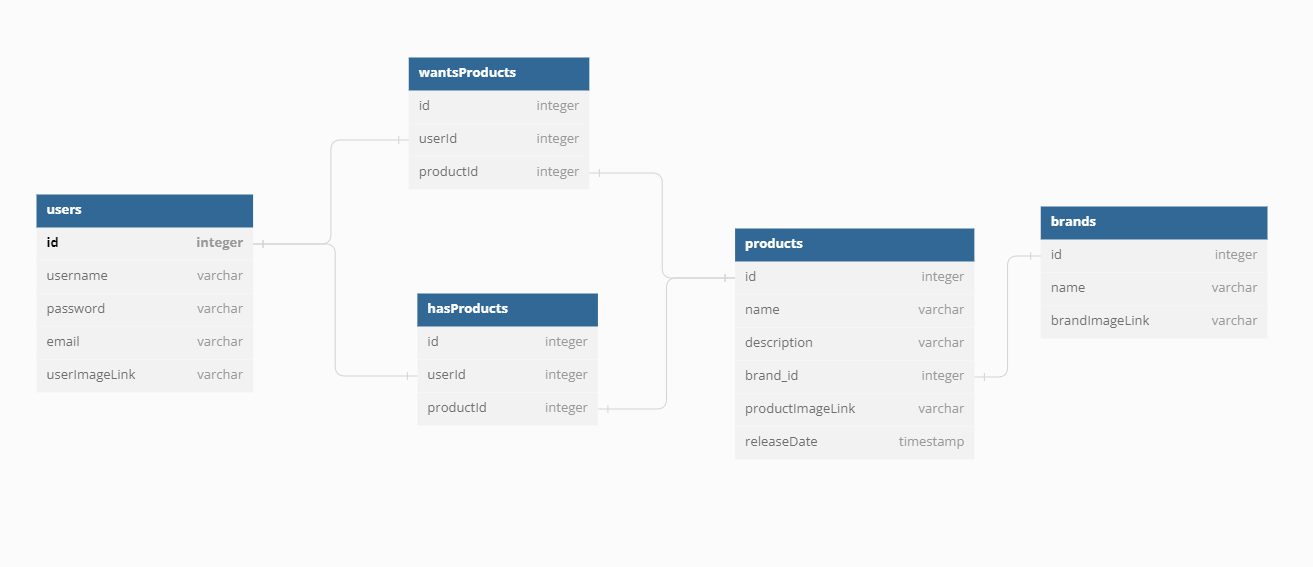 wantsProducts
id integer
userId integer
productId integer
users
id integer
username varchar
password varchar
email varchar
userImageLink varchar
hasProducts
id integer
userId integer
productId integer
products
id integer
name varchar
description varchar
brand_id integer
productImageLink varchar
releaseDate timestamp
brands
id integer
name varchar
brandImageLink varchar